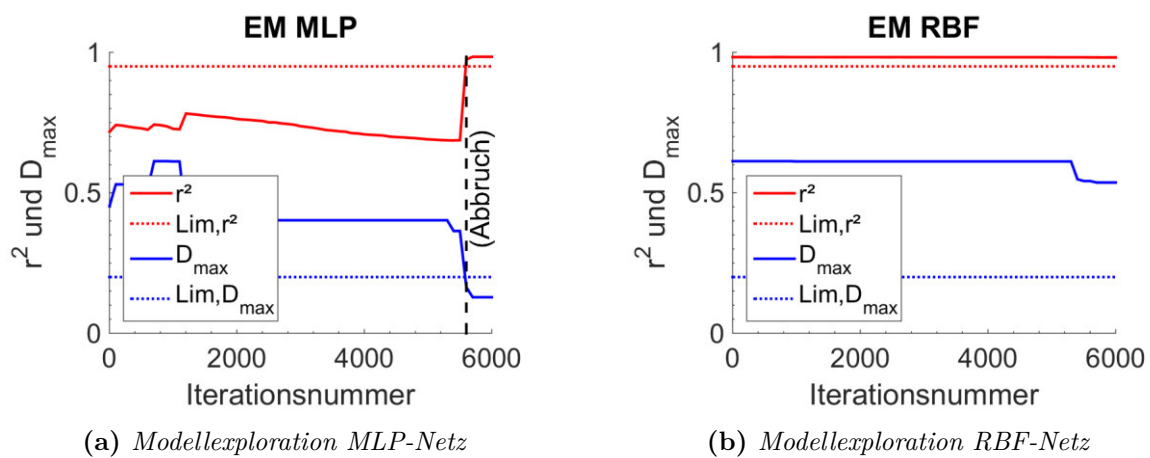 EM MLP
r² und D_max
1
0.5
0
r²
Lim,r²
D_max
Lim,D_max
(Abbruch)
0 2000 4000 6000
Iterationsnummer
(a) Modellexploration MLP-Netz
EM RBF
r² und D_max
1
0.5
0
r²
Lim,r²
D_max
Lim,D_max
0 2000 4000 6000
Iterationsnummer
(b) Modellexploration RBF-Netz